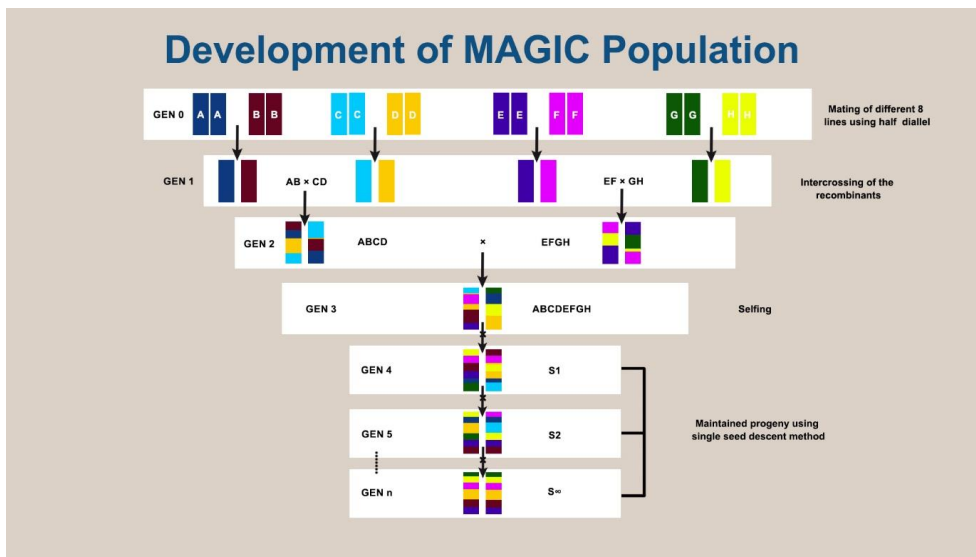 Development of MAGIC Population
GEN 0 A A B B C C D D E E F F G G H H
Mating of different 8
lines using half diallel
GEN 1 AB × CD EF × GH
Intercrossing of the
recombinants
GEN 2 ABCD × EFGH
GEN 3 ABCDEFGH Selfing
×
GEN 4 S1
×
GEN 5 S2
Maintained progeny using
single seed descent method
×
GEN n S∞